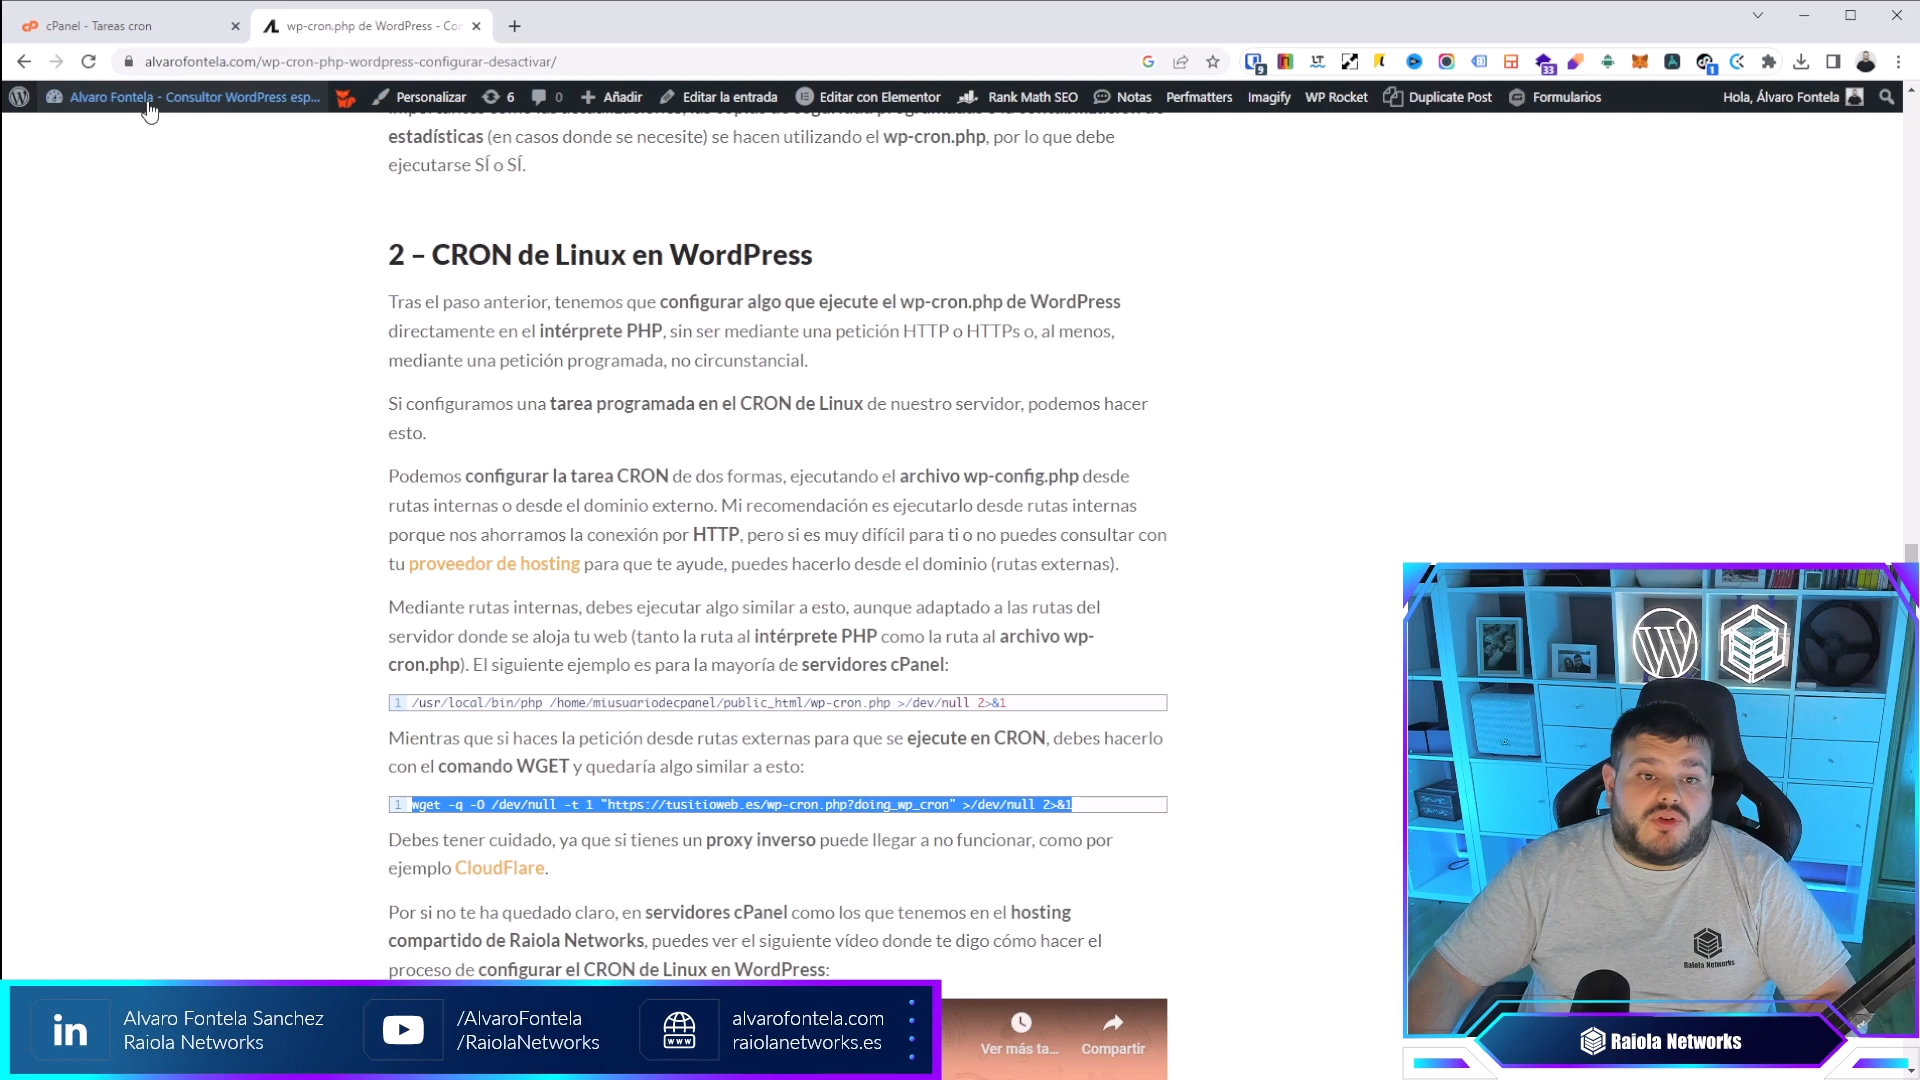 cPanel - Tareas cron
wp-cron.php de WordPress - Co
alvarofontela.com/wp-cron-php-wordpress-configurar-desactivar/
Alvaro Fontela - Consultor WordPress esp...
Personalizar
6
0
Añadir
Editar la entrada
Editar con Elementor
Rank Math SEO
Notas
Perfmatters
Imagify
WP Rocket
Duplicate Post
Formularios
Hola, Álvaro Fontela
estadísticas (en casos donde se necesite) se hacen utilizando el wp-cron.php, por lo que debe
ejecutarse SÍ o SÍ.
2 – CRON de Linux en WordPress
Tras el paso anterior, tenemos que configurar algo que ejecute el wp-cron.php de WordPress
directamente en el intérprete PHP, sin ser mediante una petición HTTP o HTTPs o, al menos,
mediante una petición programada, no circunstancial.
Si configuramos una tarea programada en el CRON de Linux de nuestro servidor, podemos hacer
esto.
Podemos configurar la tarea CRON de dos formas, ejecutando el archivo wp-config.php desde
rutas internas o desde el dominio externo. Mi recomendación es ejecutarlo desde rutas internas
porque nos ahorramos la conexión por HTTP, pero si es muy difícil para ti o no puedes consultar con
tu proveedor de hosting para que te ayude, puedes hacerlo desde el dominio (rutas externas).
Mediante rutas internas, debes ejecutar algo similar a esto, aunque adaptado a las rutas del
servidor donde se aloja tu web (tanto la ruta al intérprete PHP como la ruta al archivo wp-
cron.php). El siguiente ejemplo es para la mayoría de servidores cPanel:
1 /usr/local/bin/php /home/miusuariodecpanel/public_html/wp-cron.php >/dev/null 2>&1
Mientras que si haces la petición desde rutas externas para que se ejecute en CRON, debes hacerlo
con el comando WGET y quedaría algo similar a esto:
1 wget -q -O /dev/null -t 1 "https://tusitioweb.es/wp-cron.php?doing_wp_cron" >/dev/null 2>&1
Debes tener cuidado, ya que si tienes un proxy inverso puede llegar a no funcionar, como por
ejemplo CloudFlare.
Por si no te ha quedado claro, en servidores cPanel como los que tenemos en el hosting
compartido de Raiola Networks, puedes ver el siguiente vídeo donde te digo cómo hacer el
proceso de configurar el CRON de Linux en WordPress:
Ver más ta...
Compartir
in
Alvaro Fontela Sanchez
Raiola Networks
/AlvaroFontela
/RaiolaNetworks
WWW
alvarofontela.com
raiolanetworks.es
Raiola Networks
Raiola Networks